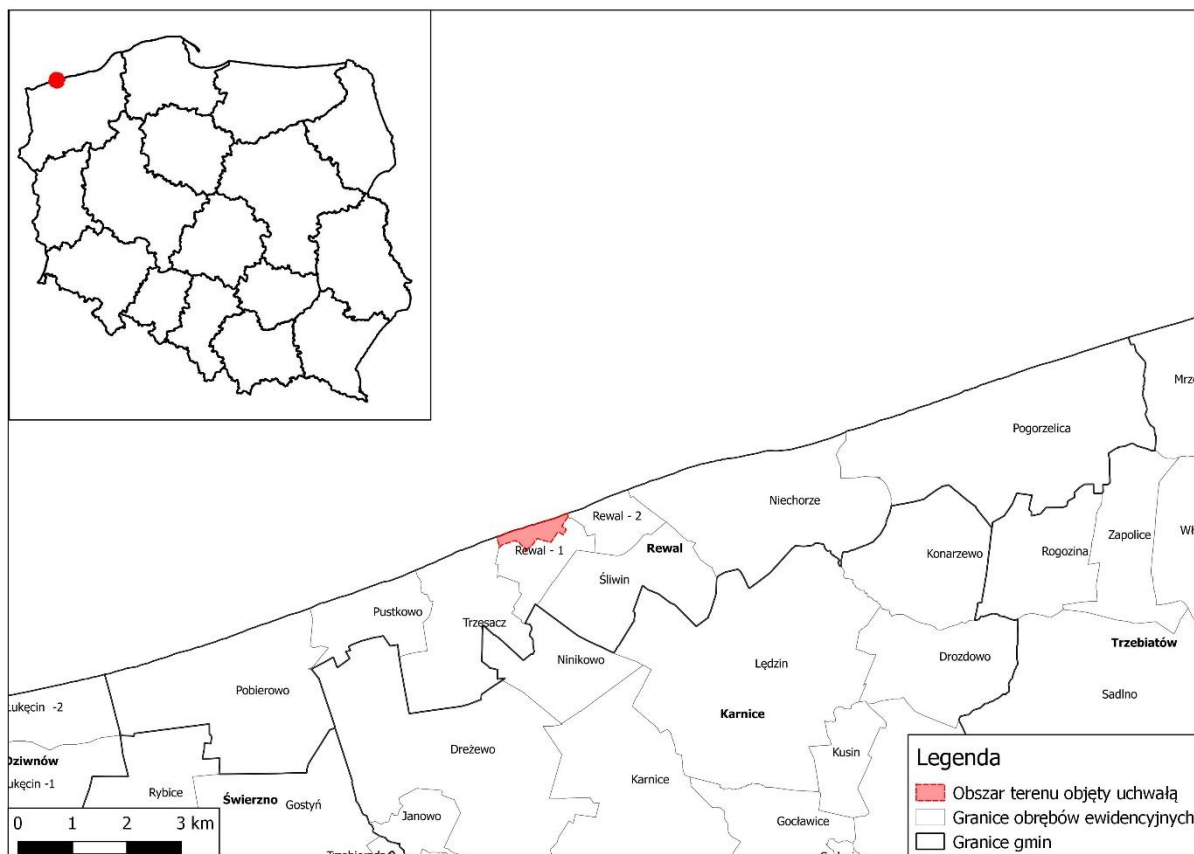 Mrze
Pogorzelica
Niechorze
Rewal - 2
Zapolice
Wł
Rewal - 1
Rewal
Konarzewo
Rogozina
Śliwin
Pustkowo
Trzęsacz
Trzebiatów
Ninikowo
Lędzin
Drozdowo
Pobierowo
Sadlno
Łukęcin -2
Karnice
Dreżewo
Kusin
Dziwnów
Łukęcin -1
Rybice
Świerzno
Gostyń
Karnice
Janowo
Gocławice
Legenda
Obszar terenu objęty uchwałą
Granice obrębów ewidencyjnych
Granice gmin
0 1 2 3 km